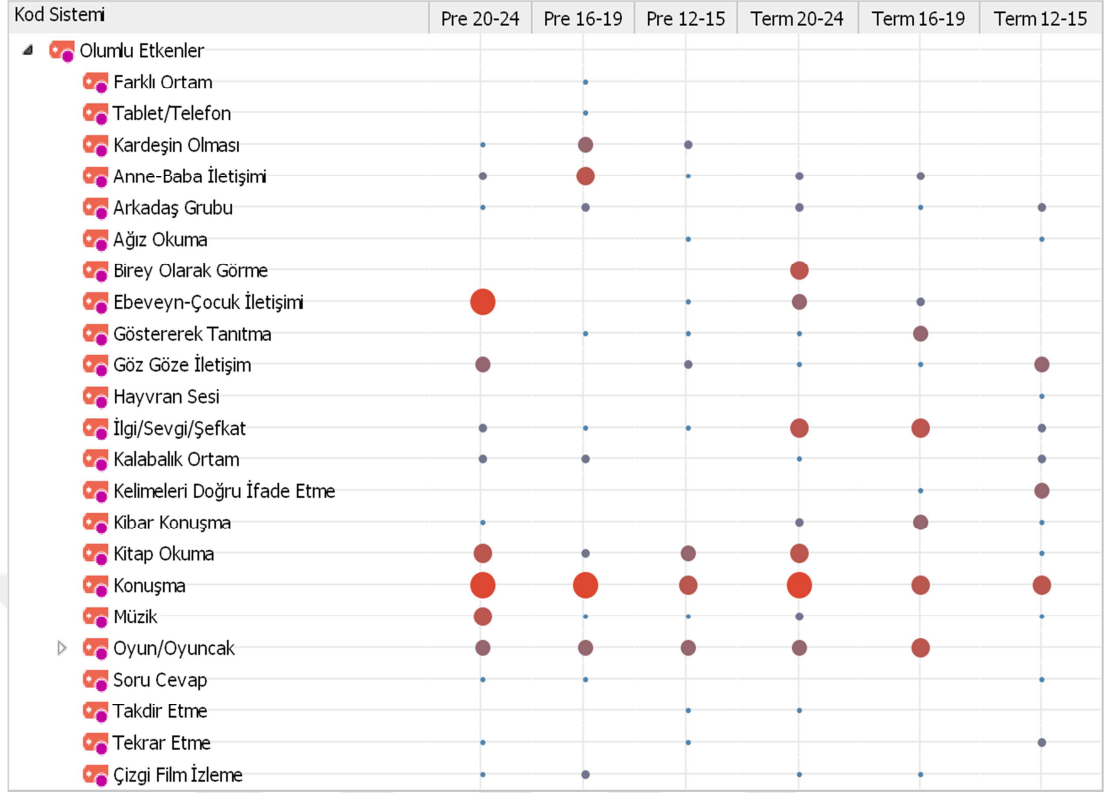 Kod Sistemi Pre 20-24 Pre 16-19 Pre 12-15 Term 20-24 Term 16-19 Term 12-15
Olumlu Etkenler
Farklı Ortam
Tablet/Telefon
Kardeşin Olması
Anne-Baba İletişimi
Arkadaş Grubu
Ağız Okuma
Birey Olarak Görme
Ebeveyn-Çocuk İletişimi
Göstererek Tanıtma
Göz Göze İletişim
Hayvran Sesi
İlgi/Sevgi/Şefkat
Kalabalık Ortam
Kelimeleri Doğru İfade Etme
Kibar Konuşma
Kitap Okuma
Konuşma
Müzik
Oyun/Oyuncak
Soru Cevap
Takdir Etme
Tekrar Etme
Çizgi Film İzleme